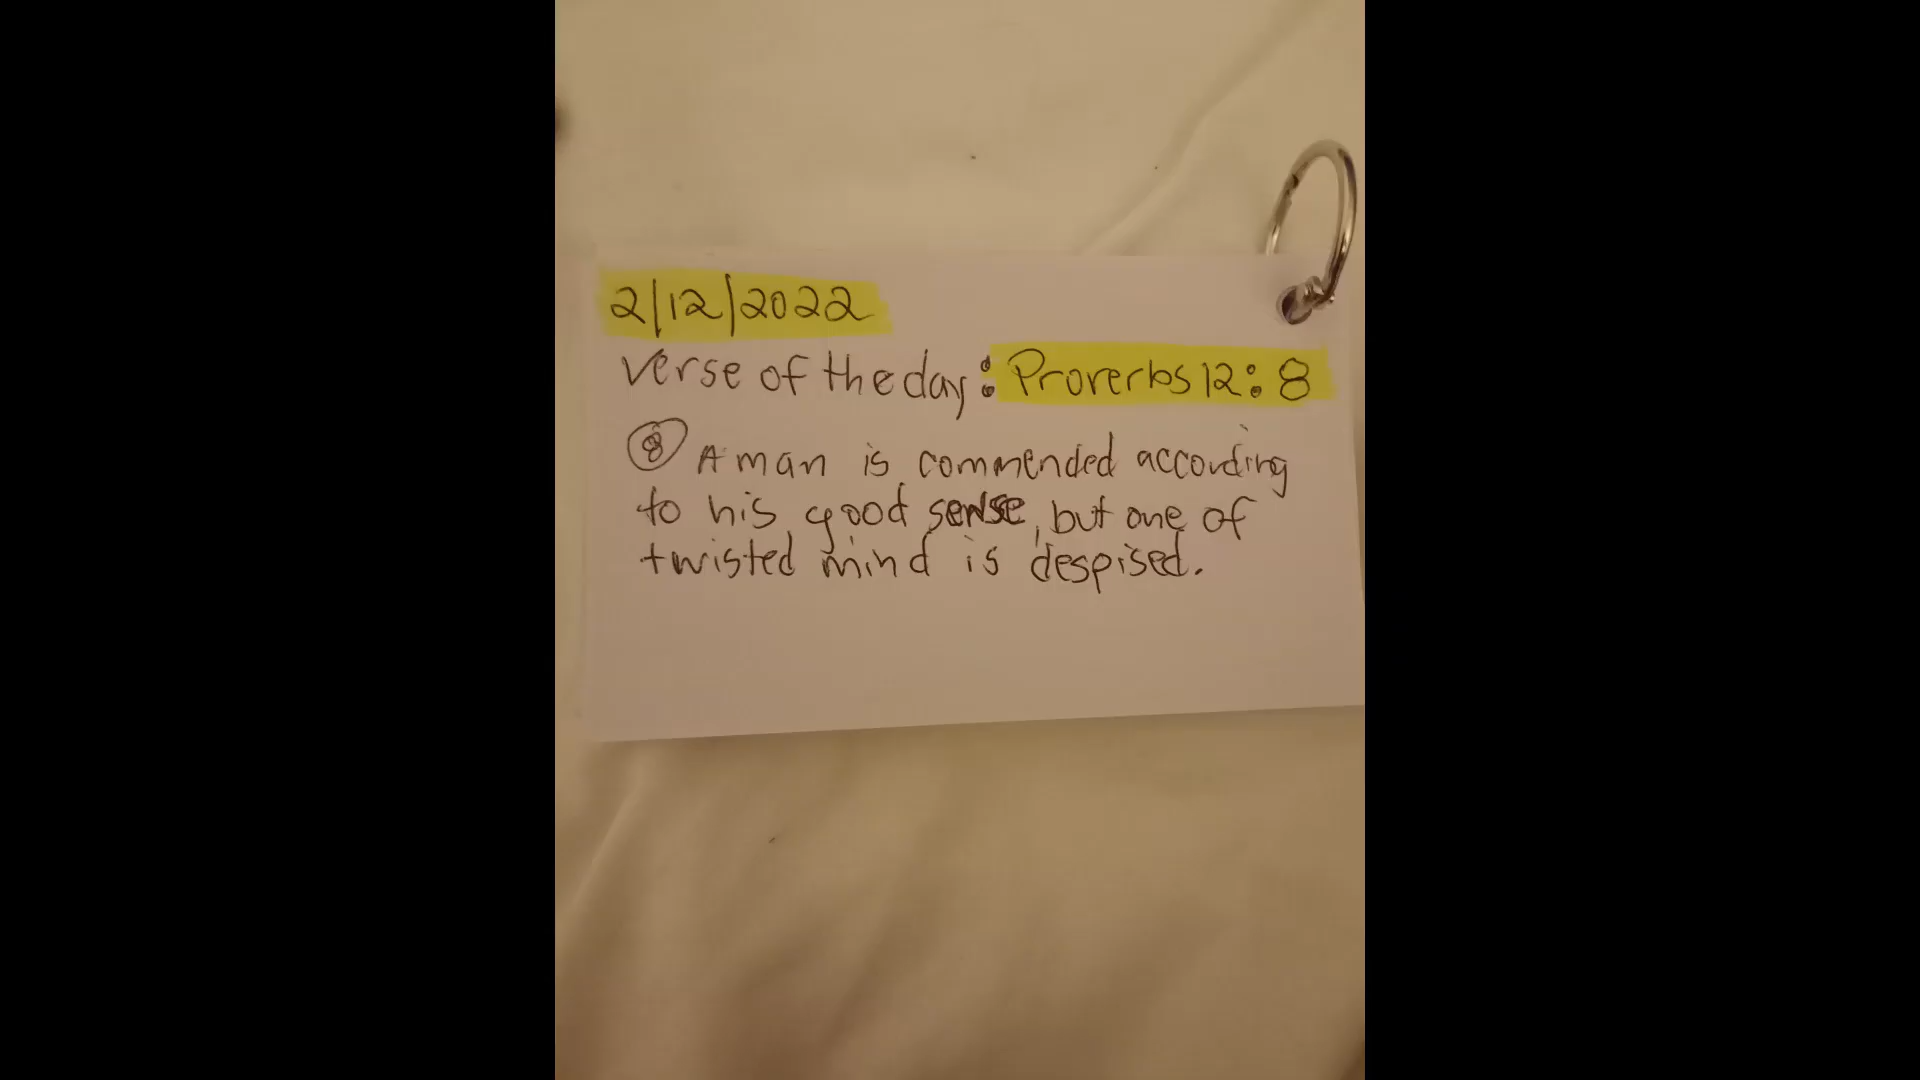 2/12/2022
Verse of the day: Proverbs 12:8
⑧ A man is commended according
to his good sense, but one of
twisted mind is despised.